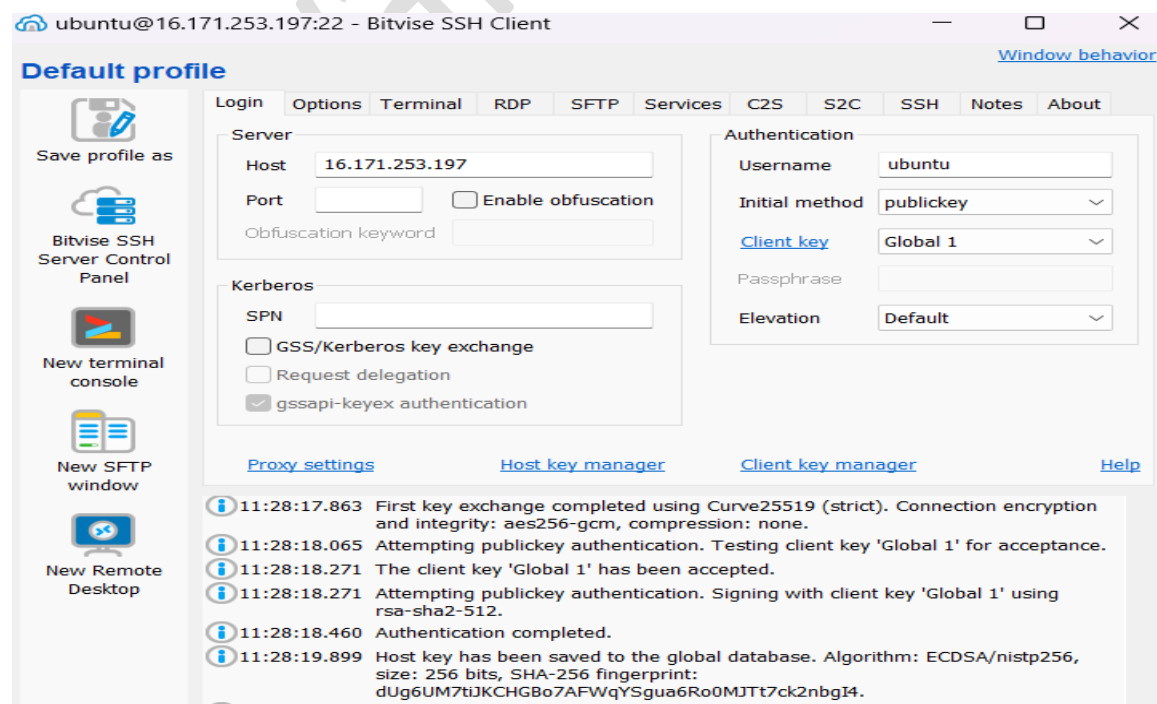 ubuntu@16.171.253.197:22 - Bitvise SSH Client
Window behavior
Default profile
Save profile as
Bitvise SSH
Server Control
Panel
New terminal
console
New SFTP
window
New Remote
Desktop
Login Options Terminal RDP SFTP Services C2S S2C SSH Notes About
Server
Host 16.171.253.197
Port Enable obfuscation
Obfuscation keyword
Kerberos
SPN
GSS/Kerberos key exchange
Request delegation
gssapi-keyex authentication
Authentication
Username ubuntu
Initial method publickey
Client key Global 1
Passphrase
Elevation Default
Proxy settings Host key manager Client key manager Help
11:28:17.863 First key exchange completed using Curve25519 (strict). Connection encryption
and integrity: aes256-gcm, compression: none.
11:28:18.065 Attempting publickey authentication. Testing client key 'Global 1' for acceptance.
11:28:18.271 The client key 'Global 1' has been accepted.
11:28:18.271 Attempting publickey authentication. Signing with client key 'Global 1' using
rsa-sha2-512.
11:28:18.460 Authentication completed.
11:28:19.899 Host key has been saved to the global database. Algorithm: ECDSA/nistp256,
size: 256 bits, SHA-256 fingerprint:
dUg6UM7tiJKCHGBo7AFWqYSgua6Ro0MJTt7ck2nbgI4.